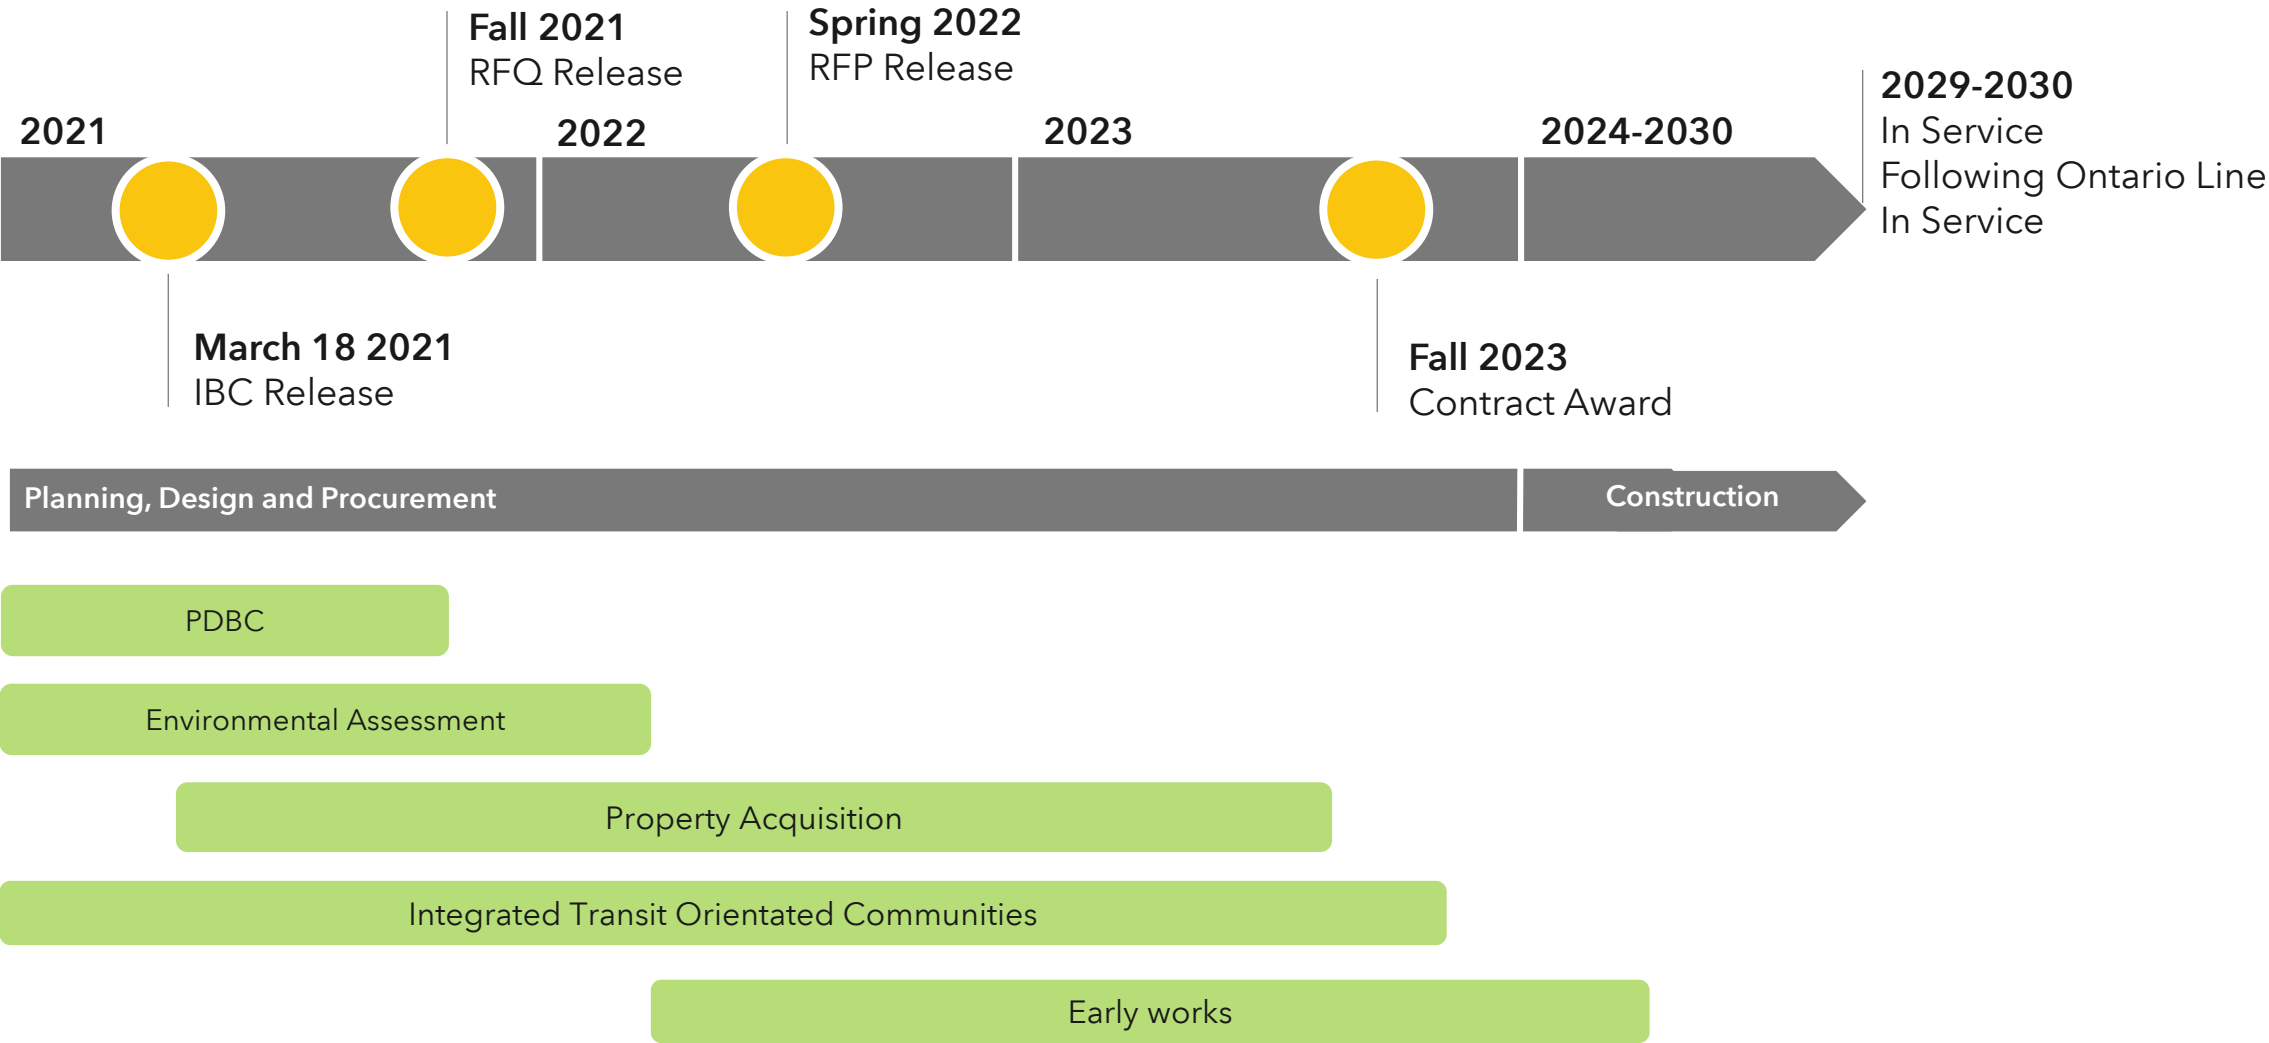 Fall 2021
RFQ Release
Spring 2022
RFP Release
2029-2030
In Service
Following Ontario Line
In Service
2021
2022
2023
2024-2030
March 18 2021
IBC Release
Fall 2023
Contract Award
Planning, Design and Procurement
Construction
PDBC
Environmental Assessment
Property Acquisition
Integrated Transit Orientated Communities
Early works